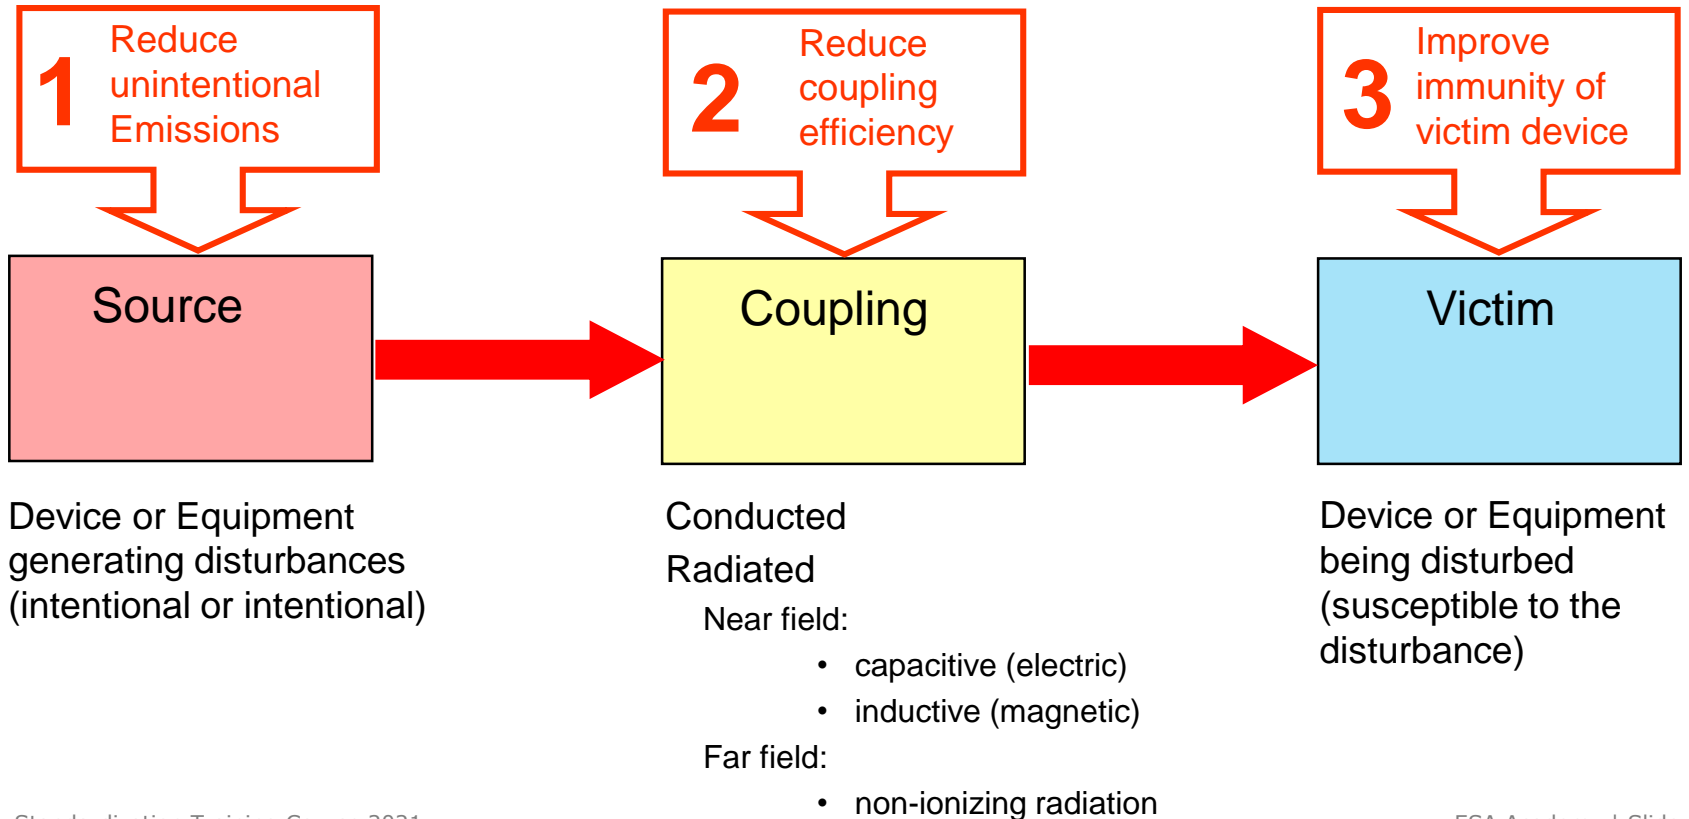 1
Reduce
unintentional
Emissions
2
Reduce
coupling
efficiency
3
Improve
immunity of
victim device
Source
Coupling
Victim
Device or Equipment
generating disturbances
(intentional or intentional)
Conducted
Radiated
Near field:
• capacitive (electric)
• inductive (magnetic)
Far field:
• non-ionizing radiation
Device or Equipment
being disturbed
(susceptible to the
disturbance)